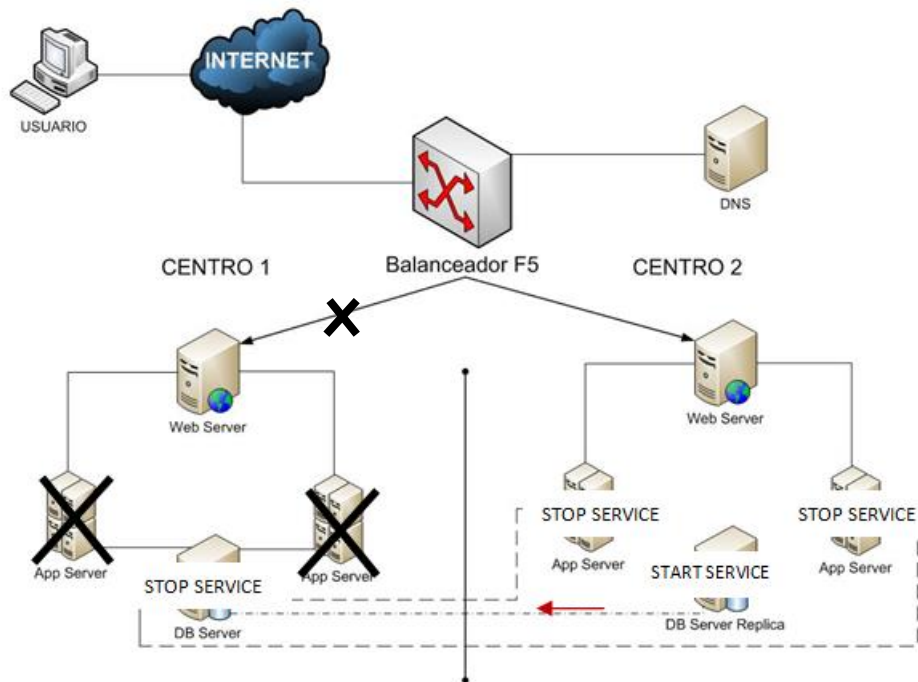 INTERNET
USUARIO
DNS
CENTRO 1
Balanceador F5
CENTRO 2
Web Server
Web Server
STOP SERVICE
STOP SERVICE
App Server
App Server
App Server
App Server
STOP SERVICE
START SERVICE
DB Server
DB Server Replica